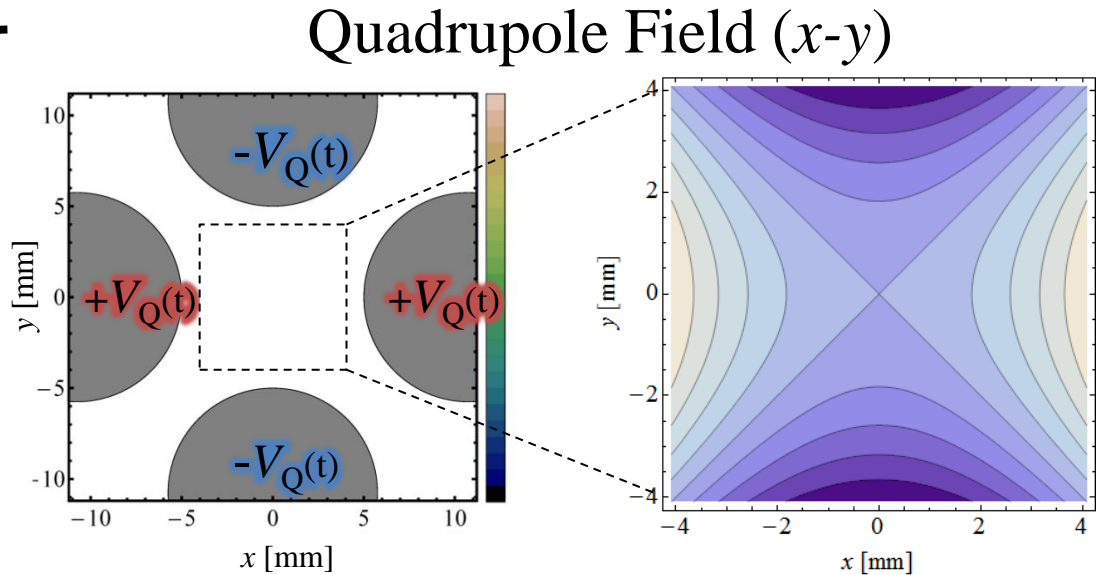 Quadrupole Field (x-y)
-V_Q(t)
+V_Q(t)
+V_Q(t)
-V_Q(t)
10
5
0
−5
-10
y [mm]
−10
−5
0
5
10
x [mm]
4
2
0
−2
−4
y [mm]
−4
−2
0
2
4
x [mm]